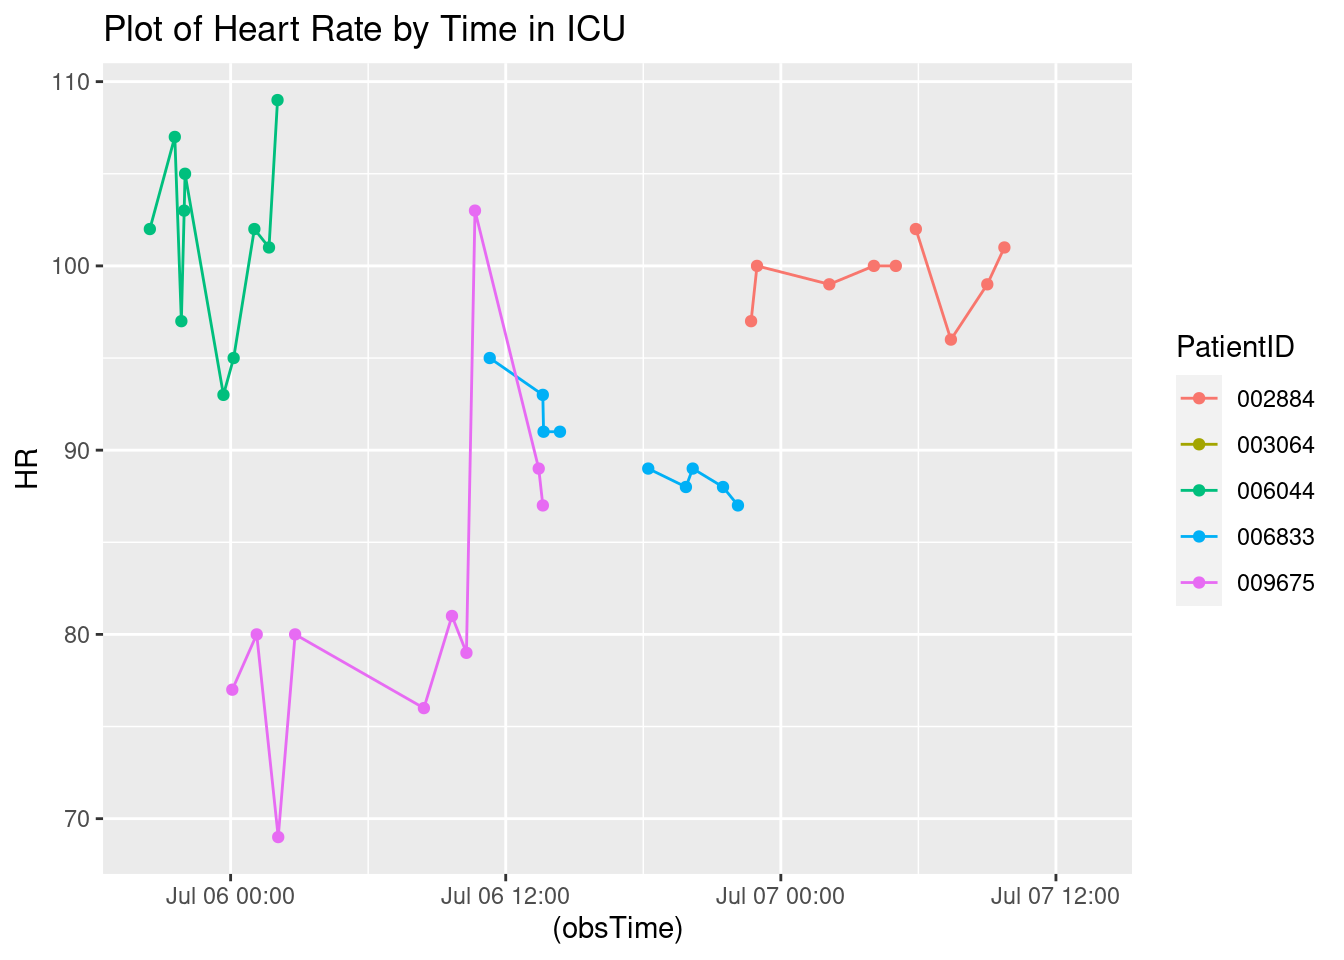 Plot of Heart Rate by Time in ICU
110
100
90
80
70
HR
Jul 06 00:00
Jul 06 12:00
Jul 07 00:00
Jul 07 12:00
(obsTime)
PatientID
002884
003064
006044
006833
009675